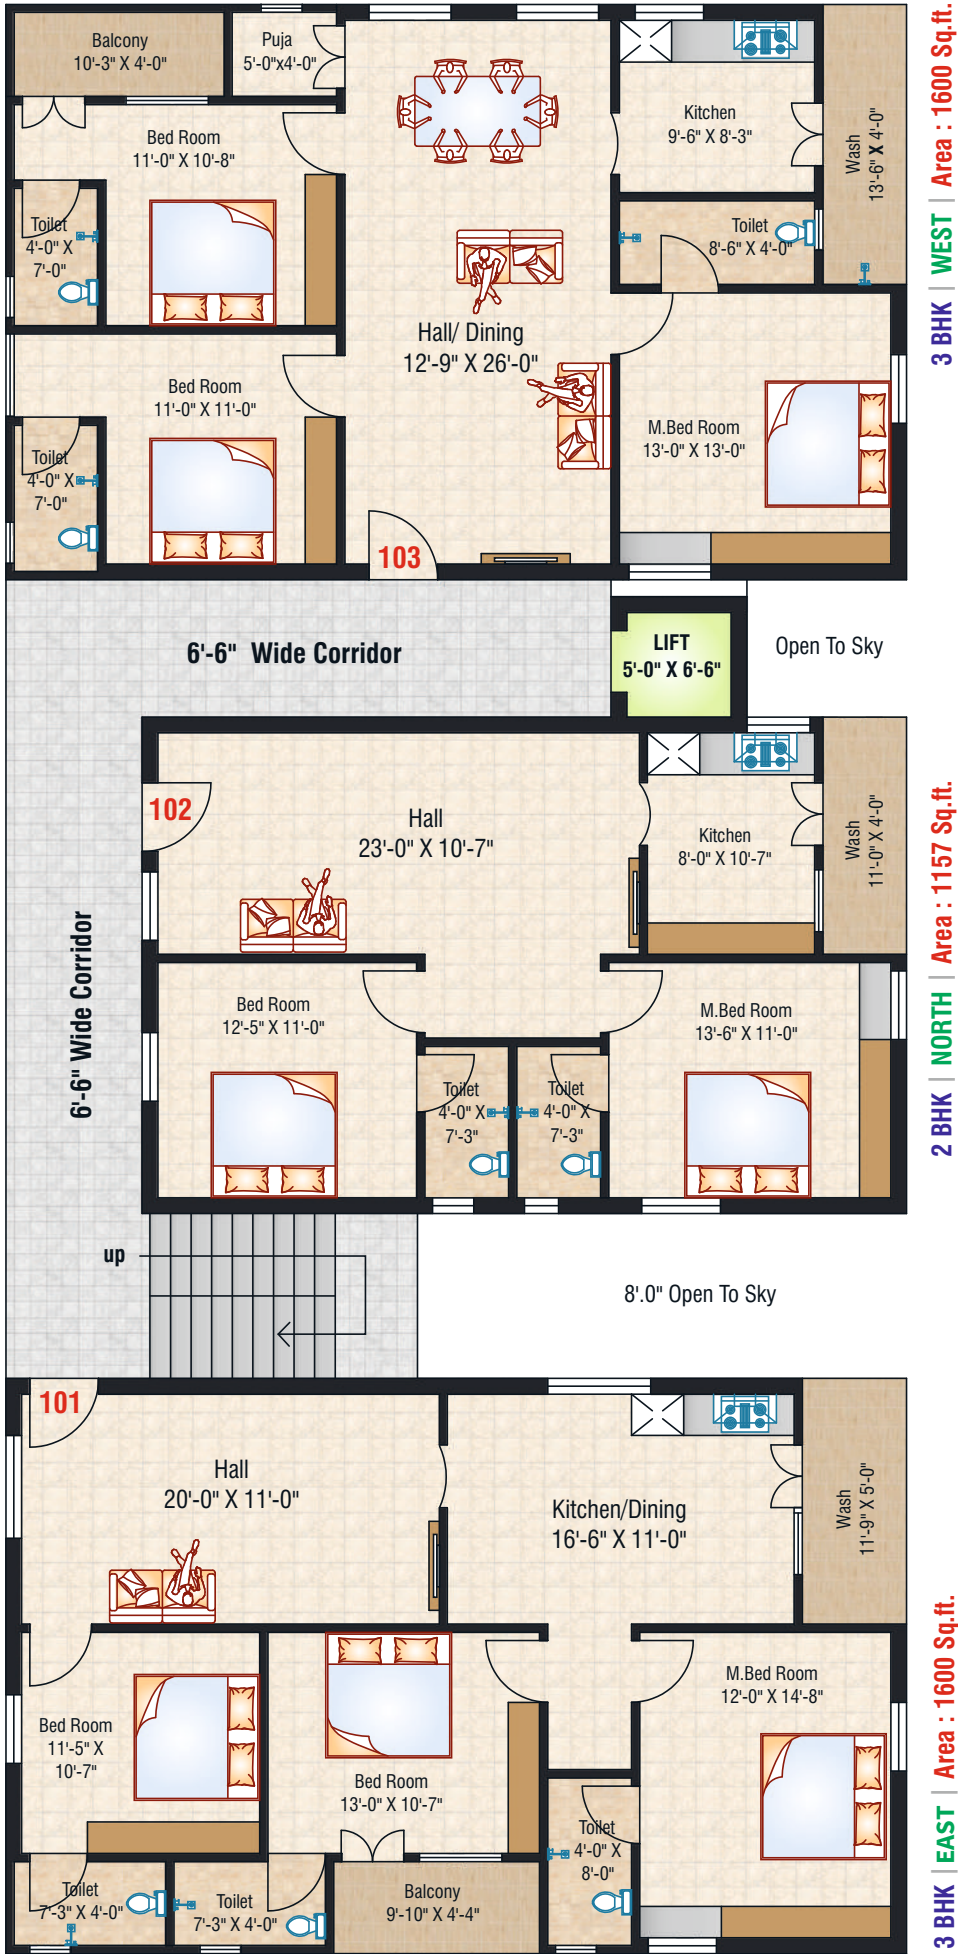 Balcony
10'-3" X 4'-0"
Puja
5'-0"x4'-0"
Bed Room
11'-0" X 10'-8"
Kitchen
9'-6" X 8'-3"
Wash
13'-6" X 4'-0"
Toilet
4'-0" X
7'-0"
Toilet
8'-6" X 4'-0"
Hall/ Dining
12'-9" X 26'-0"
Bed Room
11'-0" X 11'-0"
M.Bed Room
13'-0" X 13'-0"
Toilet
4'-0" X
7'-0"
103
3 BHK | WEST | Area : 1600 Sq.ft.
6'-6" Wide Corridor
LIFT
5'-0" X 6'-6"
Open To Sky
102
Hall
23'-0" X 10'-7"
Kitchen
8'-0" X 10'-7"
Wash
11'-0" X 4'-0"
6'-6" Wide Corridor
Bed Room
12'-5" X 11'-0"
M.Bed Room
13'-6" X 11'-0"
Toilet
4'-0" X
7'-3"
Toilet
4'-0" X
7'-3"
2 BHK | NORTH | Area : 1157 Sq.ft.
up
8'.0" Open To Sky
101
Hall
20'-0" X 11'-0"
Kitchen/Dining
16'-6" X 11'-0"
Wash
11'-9" X 5'-0"
Bed Room
11'-5" X
10'-7"
Bed Room
13'-0" X 10'-7"
M.Bed Room
12'-0" X 14'-8"
Toilet
4'-0" X
8'-0"
Toilet
7'-3" X 4'-0"
Toilet
7'-3" X 4'-0"
Balcony
9'-10" X 4'-4"
3 BHK | EAST | Area : 1600 Sq.ft.